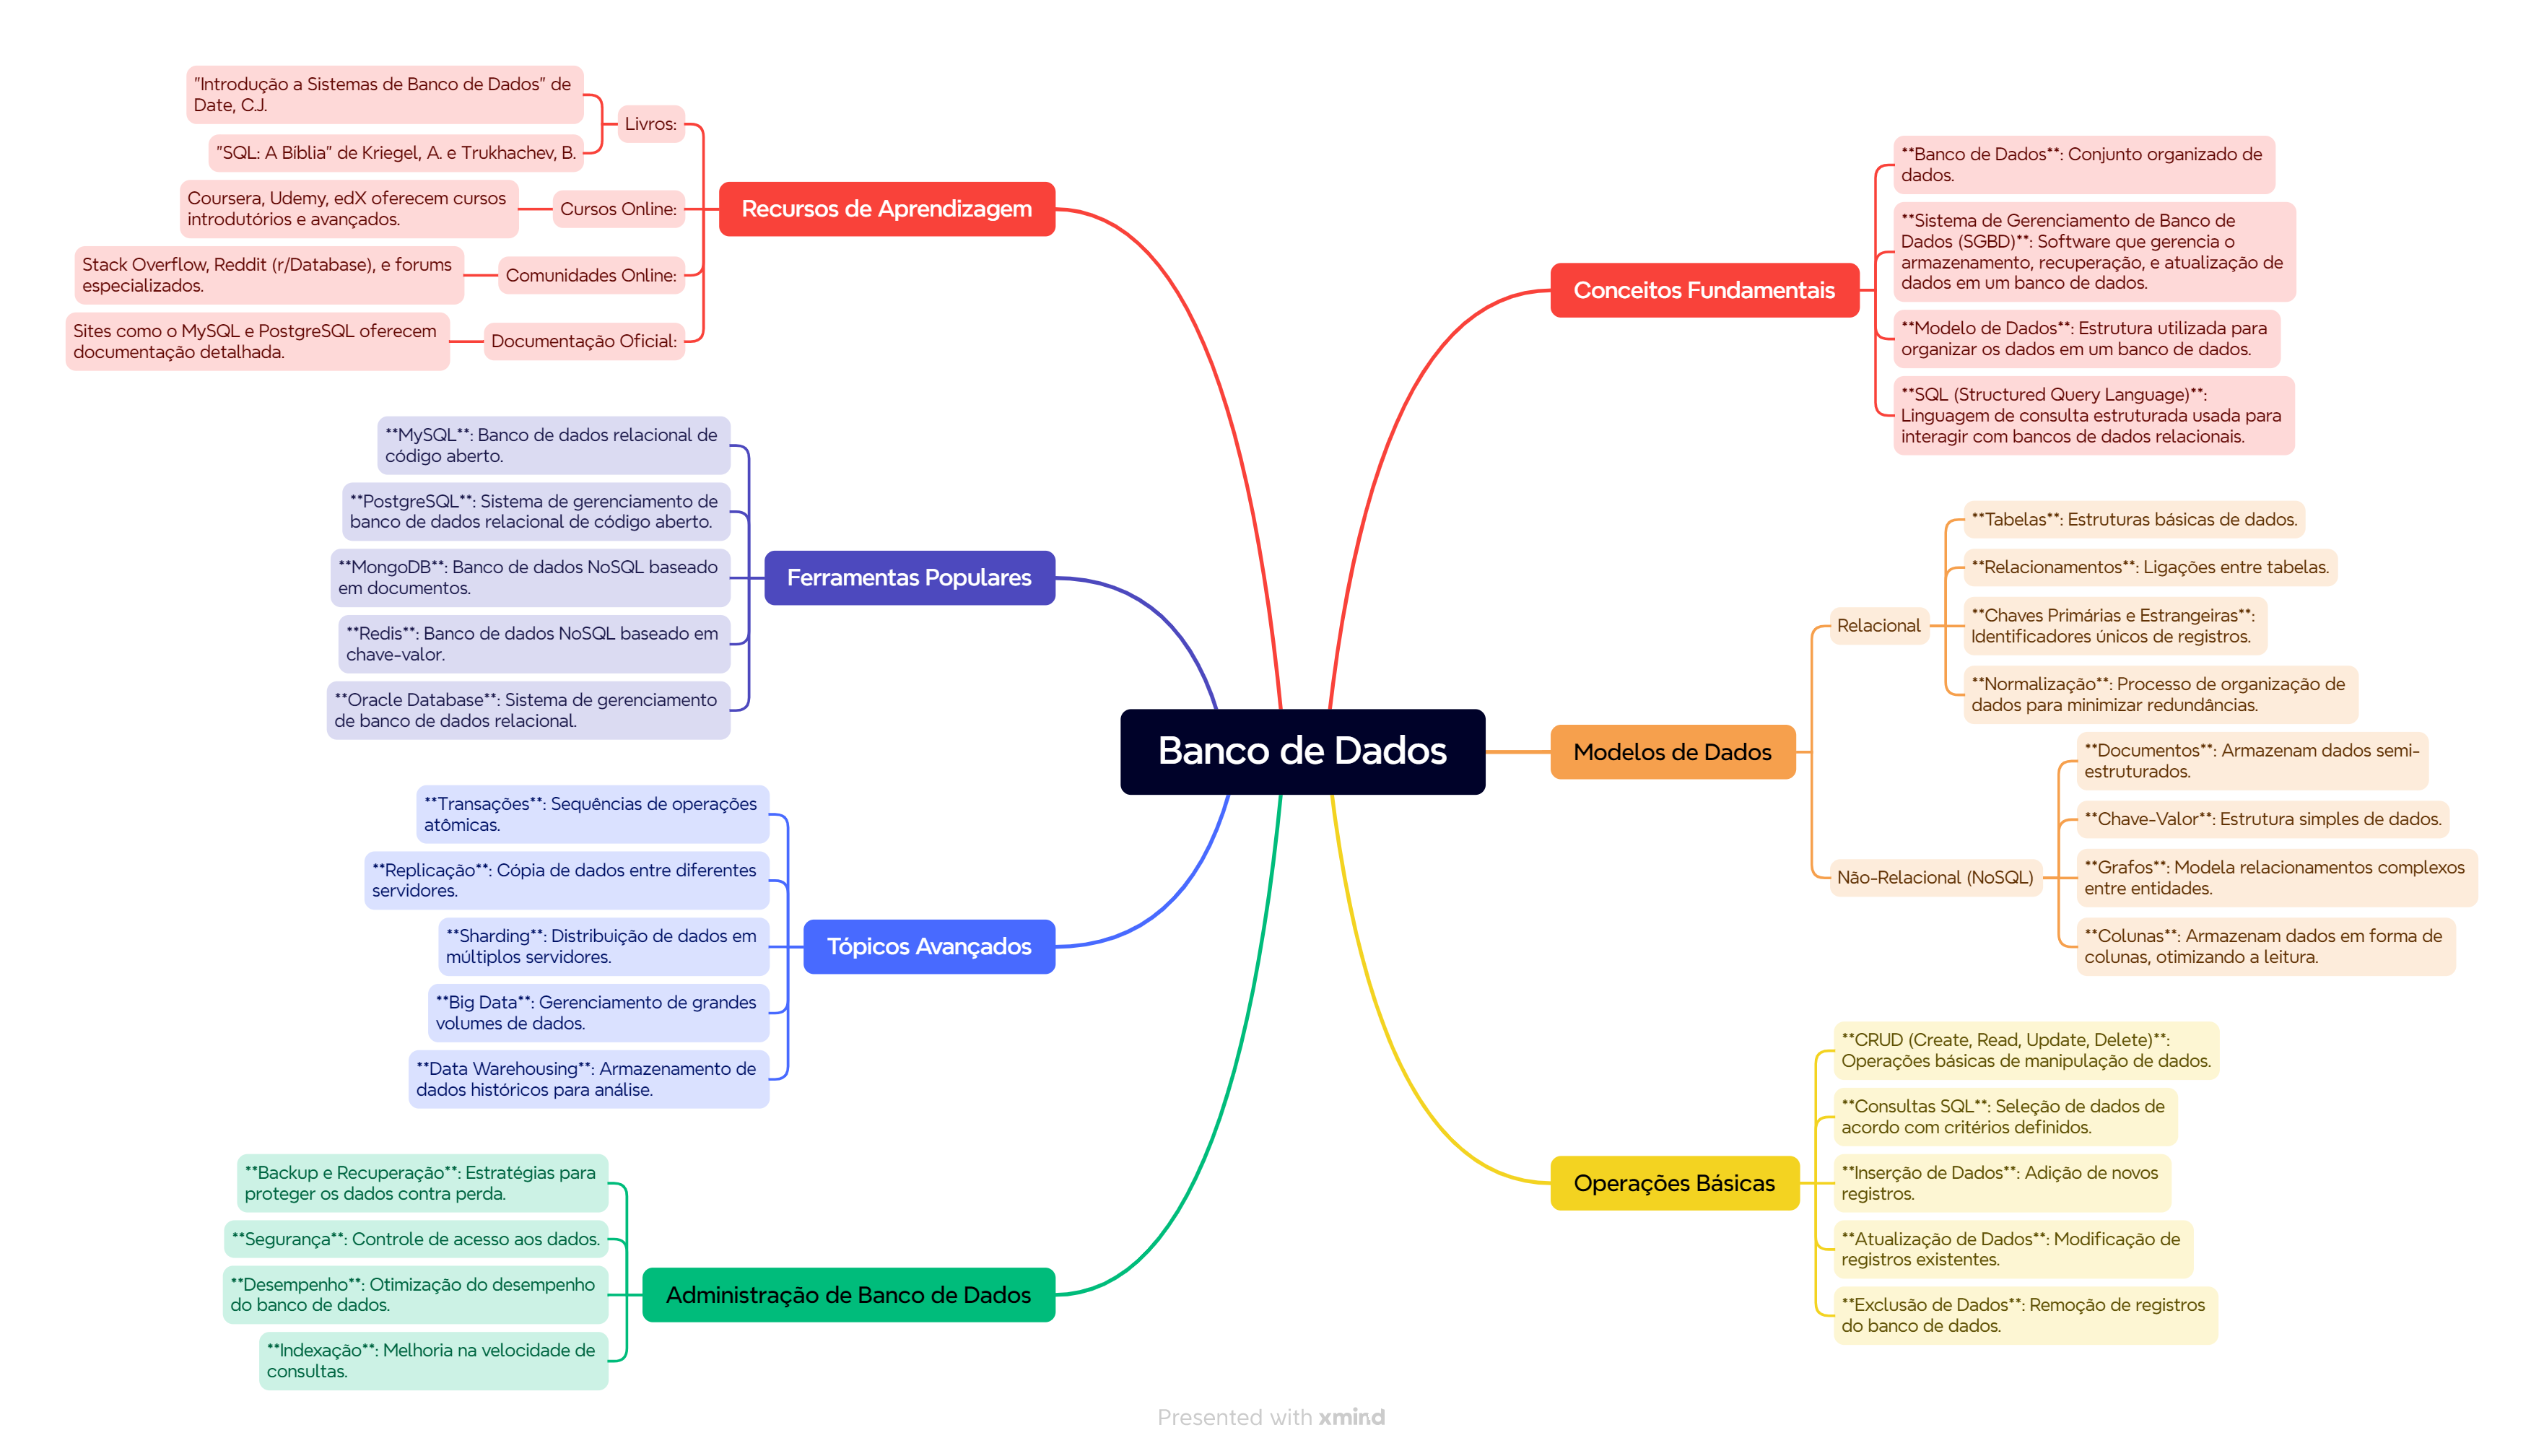 Banco de Dados
Conceitos Fundamentais
**Banco de Dados**: Conjunto organizado de
dados.
**Sistema de Gerenciamento de Banco de
Dados (SGBD)**: Software que gerencia o
armazenamento, recuperação, e atualização de
dados em um banco de dados.
**Modelo de Dados**: Estrutura utilizada para
organizar os dados em um banco de dados.
**SQL (Structured Query Language)**:
Linguagem de consulta estruturada usada para
interagir com bancos de dados relacionais.
Modelos de Dados
Relacional
**Tabelas**: Estruturas básicas de dados.
**Relacionamentos**: Ligações entre tabelas.
**Chaves Primárias e Estrangeiras**:
Identificadores únicos de registros.
**Normalização**: Processo de organização de
dados para minimizar redundâncias.
Não-Relacional (NoSQL)
**Documentos**: Armazenam dados semi-
estruturados.
**Chave-Valor**: Estrutura simples de dados.
**Grafos**: Modela relacionamentos complexos
entre entidades.
**Colunas**: Armazenam dados em forma de
colunas, otimizando a leitura.
Operações Básicas
**CRUD (Create, Read, Update, Delete)**:
Operações básicas de manipulação de dados.
**Consultas SQL**: Seleção de dados de
acordo com critérios definidos.
**Inserção de Dados**: Adição de novos
registros.
**Atualização de Dados**: Modificação de
registros existentes.
**Exclusão de Dados**: Remoção de registros
do banco de dados.
Recursos de Aprendizagem
Livros:
"Introdução a Sistemas de Banco de Dados" de
Date, C.J.
"SQL: A Bíblia" de Kriegel, A. e Trukhachev, B.
Cursos Online:
Coursera, Udemy, edX oferecem cursos
introdutórios e avançados.
Comunidades Online:
Stack Overflow, Reddit (r/Database), e forums
especializados.
Documentação Oficial:
Sites como o MySQL e PostgreSQL oferecem
documentação detalhada.
Ferramentas Populares
**MySQL**: Banco de dados relacional de
código aberto.
**PostgreSQL**: Sistema de gerenciamento de
banco de dados relacional de código aberto.
**MongoDB**: Banco de dados NoSQL baseado
em documentos.
**Redis**: Banco de dados NoSQL baseado em
chave-valor.
**Oracle Database**: Sistema de gerenciamento
de banco de dados relacional.
Tópicos Avançados
**Transações**: Sequências de operações
atômicas.
**Replicação**: Cópia de dados entre diferentes
servidores.
**Sharding**: Distribuição de dados em
múltiplos servidores.
**Big Data**: Gerenciamento de grandes
volumes de dados.
**Data Warehousing**: Armazenamento de
dados históricos para análise.
Administração de Banco de Dados
**Backup e Recuperação**: Estratégias para
proteger os dados contra perda.
**Segurança**: Controle de acesso aos dados.
**Desempenho**: Otimização do desempenho
do banco de dados.
**Indexação**: Melhoria na velocidade de
consultas.
Presented with xmind